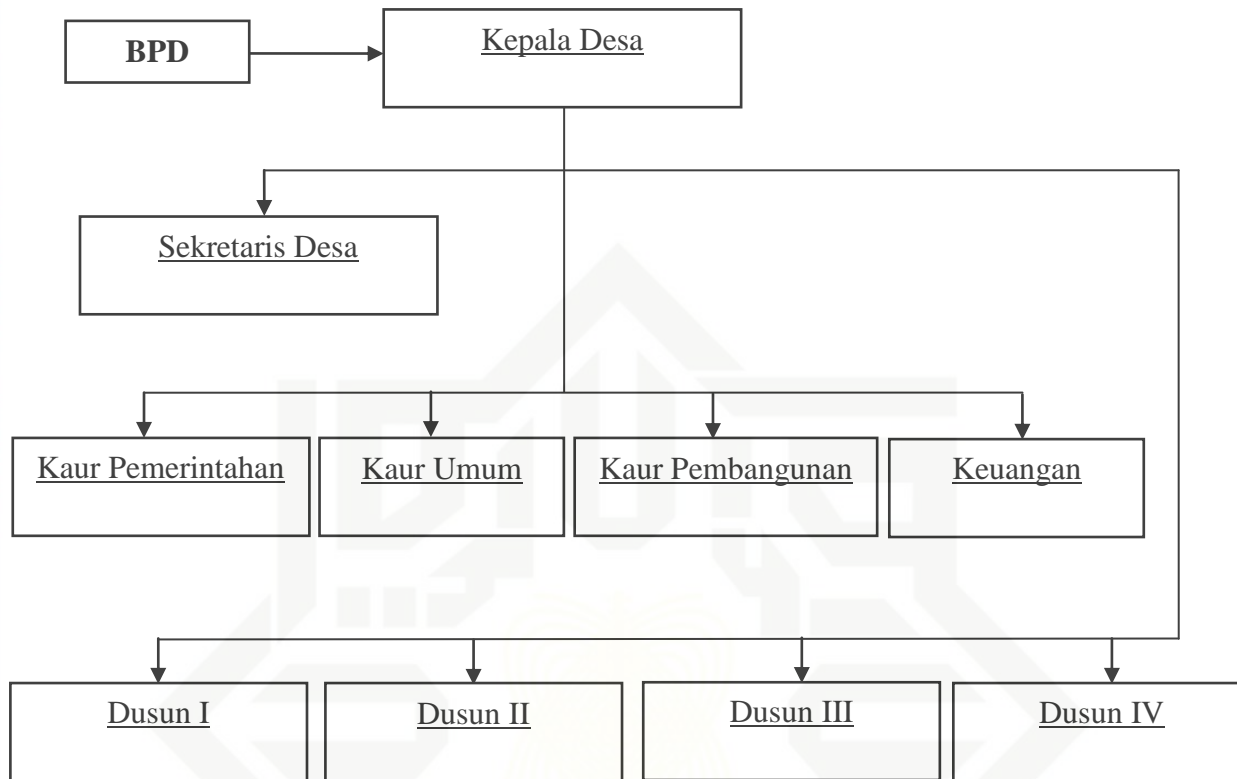 BPD
Kepala Desa
Sekretaris Desa
Kaur Pemerintahan
Kaur Umum
Kaur Pembangunan
Keuangan
Dusun I
Dusun II
Dusun III
Dusun IV